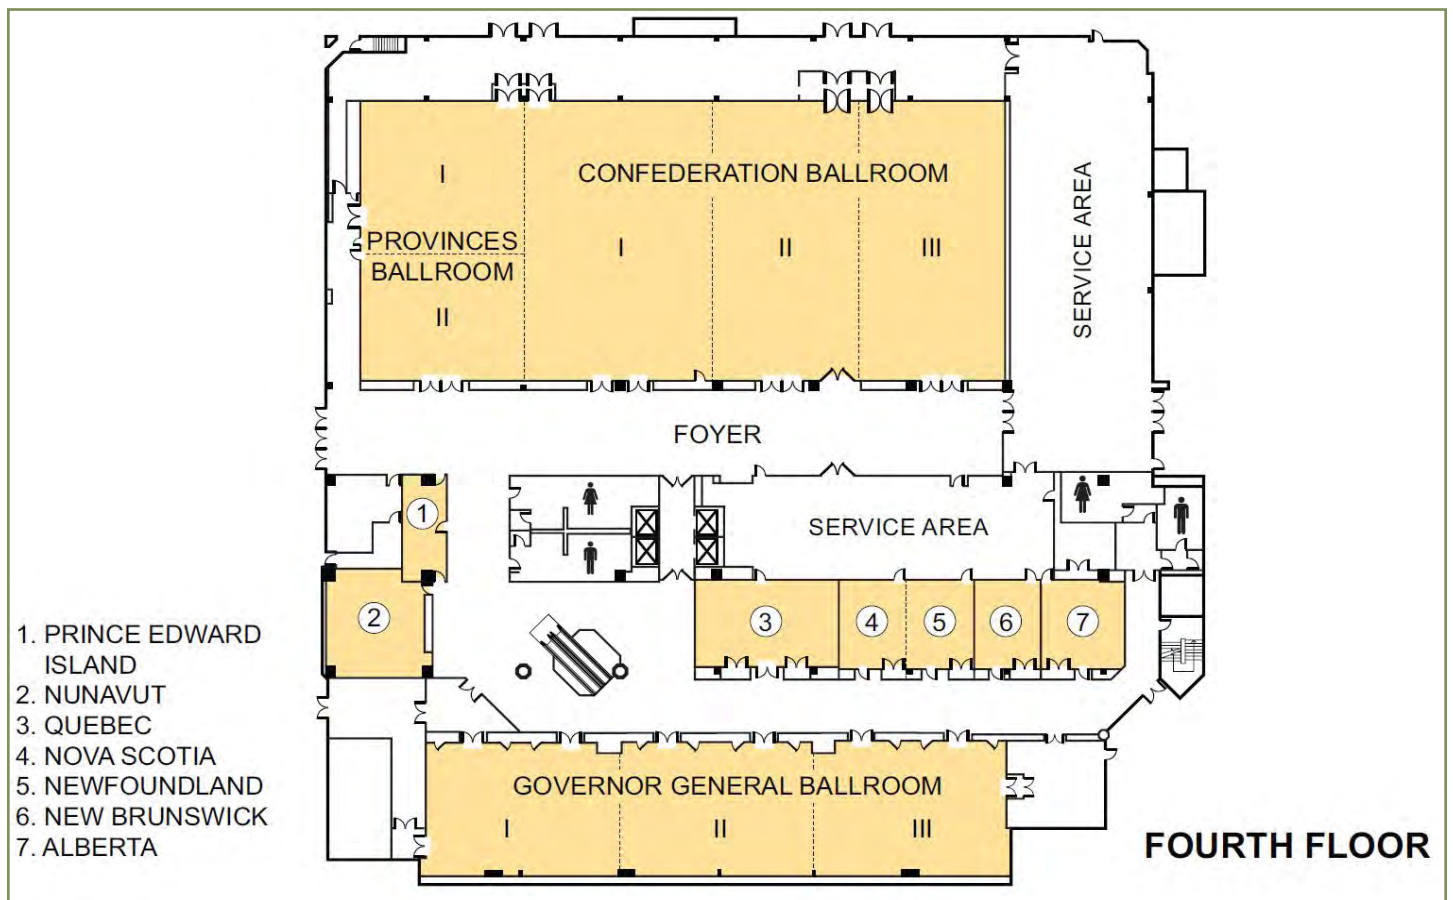 I
CONFEDERATION BALLROOM
PROVINCES
BALLROOM
I
II
III
II
SERVICE AREA
FOYER
1
SERVICE AREA
2
3
4
5
6
7
1. PRINCE EDWARD
ISLAND
2. NUNAVUT
3. QUEBEC
4. NOVA SCOTIA
5. NEWFOUNDLAND
6. NEW BRUNSWICK
7. ALBERTA
GOVERNOR GENERAL BALLROOM
I
II
III
FOURTH FLOOR